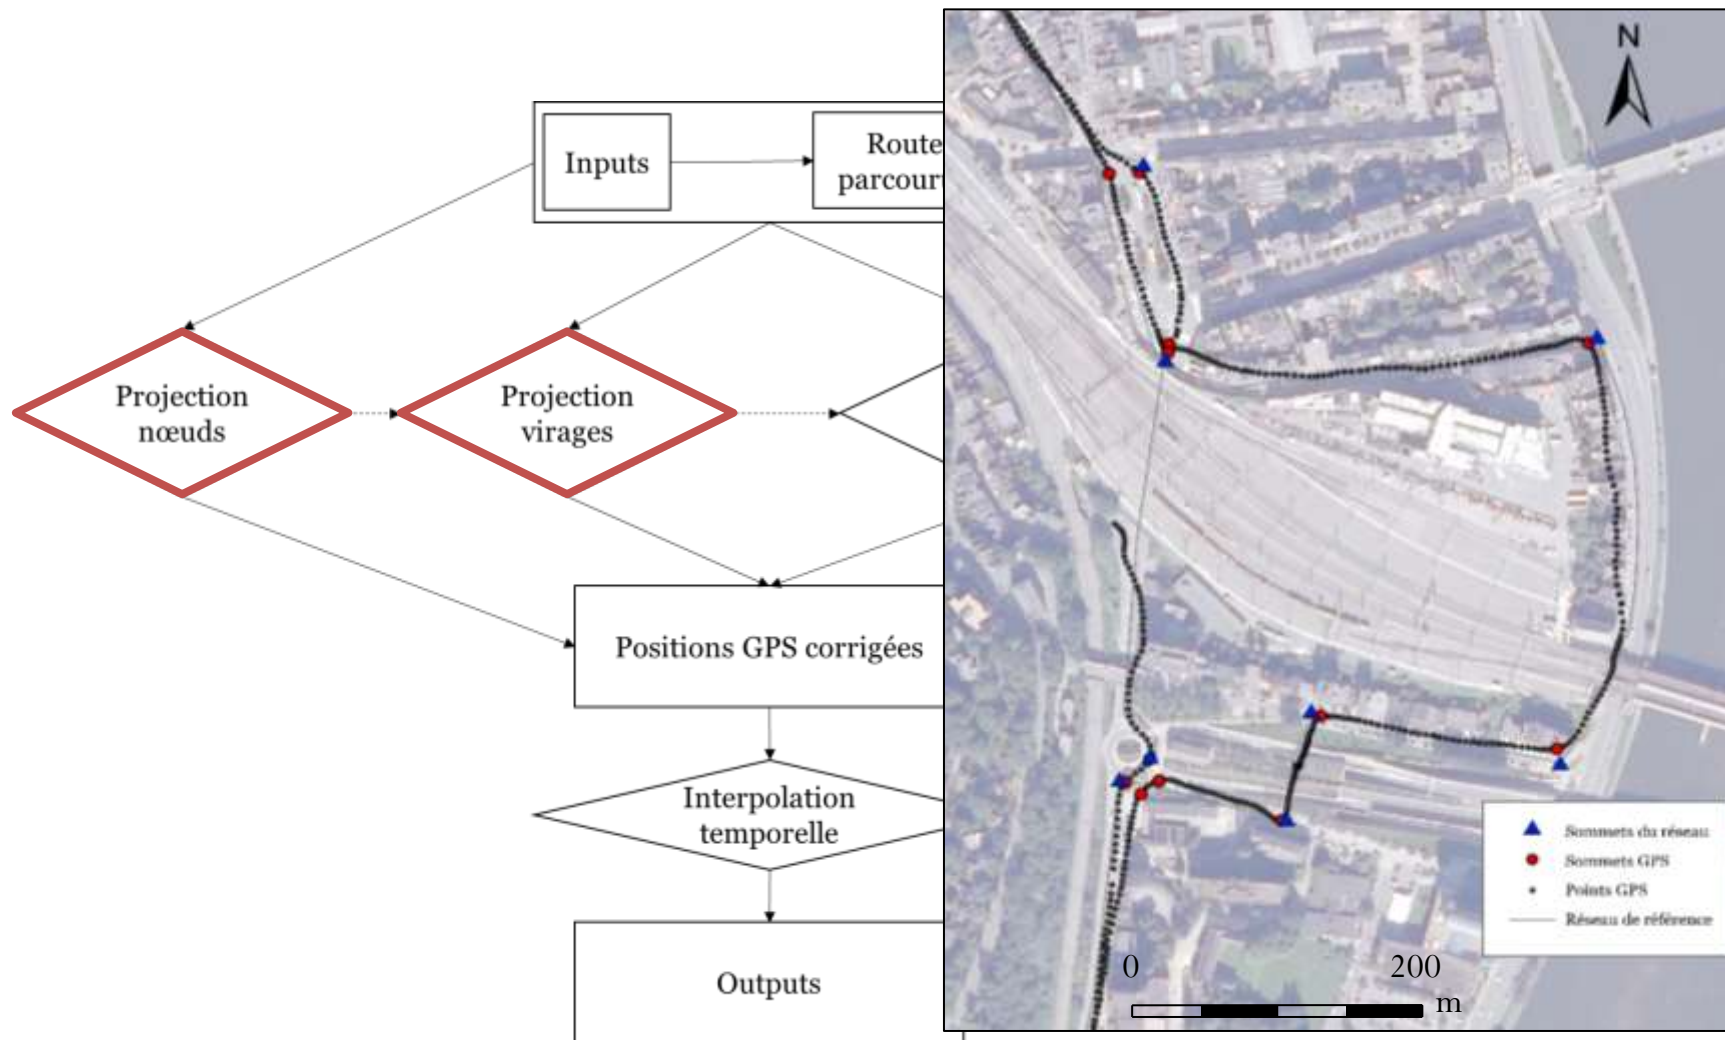 Inputs
Route
parcour
Projection
nœuds
Projection
virages
Positions GPS corrigées
Interpolation
temporelle
Outputs
N
Sommets du réseau
Sommets GPS
Points GPS
Réseau de référence
0 200
m